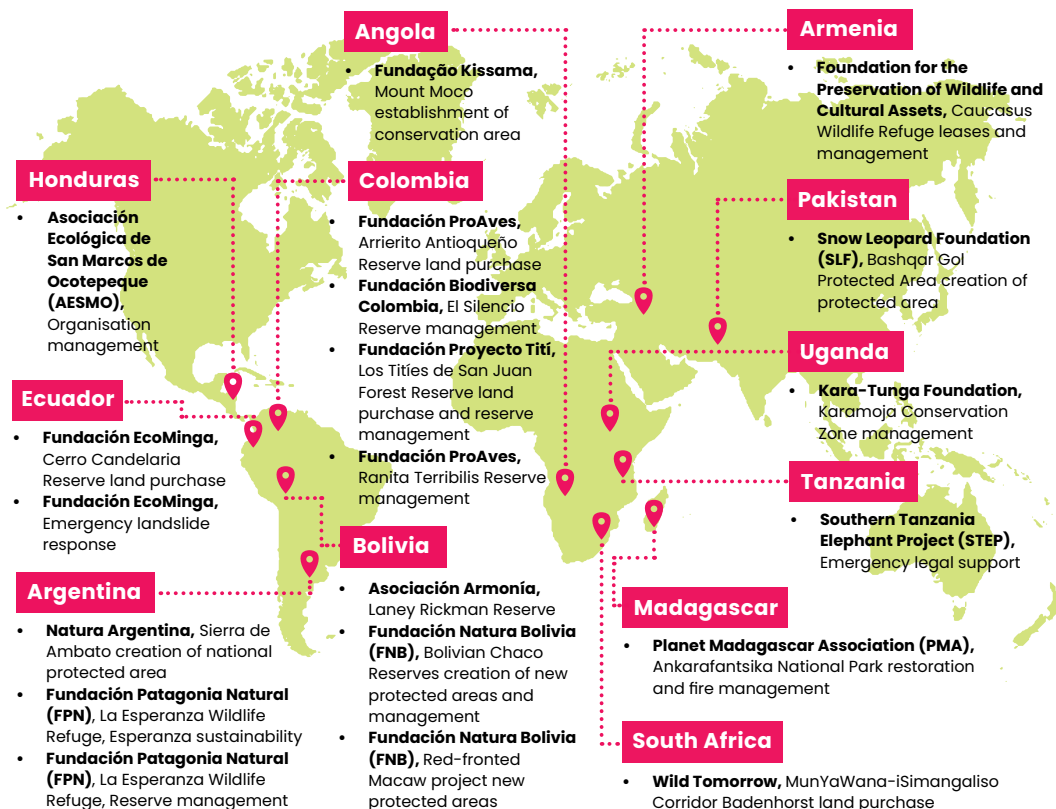 Angola
• Fundação Kissama,
Mount Moco
establishment of
conservation area
Armenia
• Foundation for the
Preservation of Wildlife and
Cultural Assets, Caucasus
Wildlife Refuge leases and
management
Honduras
• Asociación
Ecológica de
San Marcos de
Ocotepeque
(AESMO),
Organisation
management
Colombia
• Fundación ProAves,
Arrierito Antioqueño
Reserve land purchase
• Fundación Biodiversa
Colombia, El Silencio
Reserve management
• Fundación Proyecto Tití,
Los Titíes de San Juan
Forest Reserve land
purchase and reserve
management
• Fundación ProAves,
Ranita Terribilis Reserve
management
Pakistan
• Snow Leopard Foundation
(SLF), Bashqar Gol
Protected Area creation of
protected area
Uganda
• Kara-Tunga Foundation,
Karamoja Conservation
Zone management
Ecuador
• Fundación EcoMinga,
Cerro Candelaria
Reserve land purchase
• Fundación EcoMinga,
Emergency landslide
response
Tanzania
• Southern Tanzania
Elephant Project (STEP),
Emergency legal support
Argentina
• Natura Argentina, Sierra de
Ambato creation of national
protected area
• Fundación Patagonia Natural
(FPN), La Esperanza Wildlife
Refuge, Esperanza sustainability
• Fundación Patagonia Natural
(FPN), La Esperanza Wildlife
Refuge, Reserve management
Bolivia
• Asociación Armonía,
Laney Rickman Reserve
• Fundación Natura Bolivia
(FNB), Bolivian Chaco
Reserves creation of new
protected areas and
management
• Fundación Natura Bolivia
(FNB), Red-fronted
Macaw project new
protected areas
Madagascar
• Planet Madagascar Association (PMA),
Ankarafantsika National Park restoration
and fire management
South Africa
• Wild Tomorrow, MunYaWana-iSimangaliso
Corridor Badenhorst land purchase